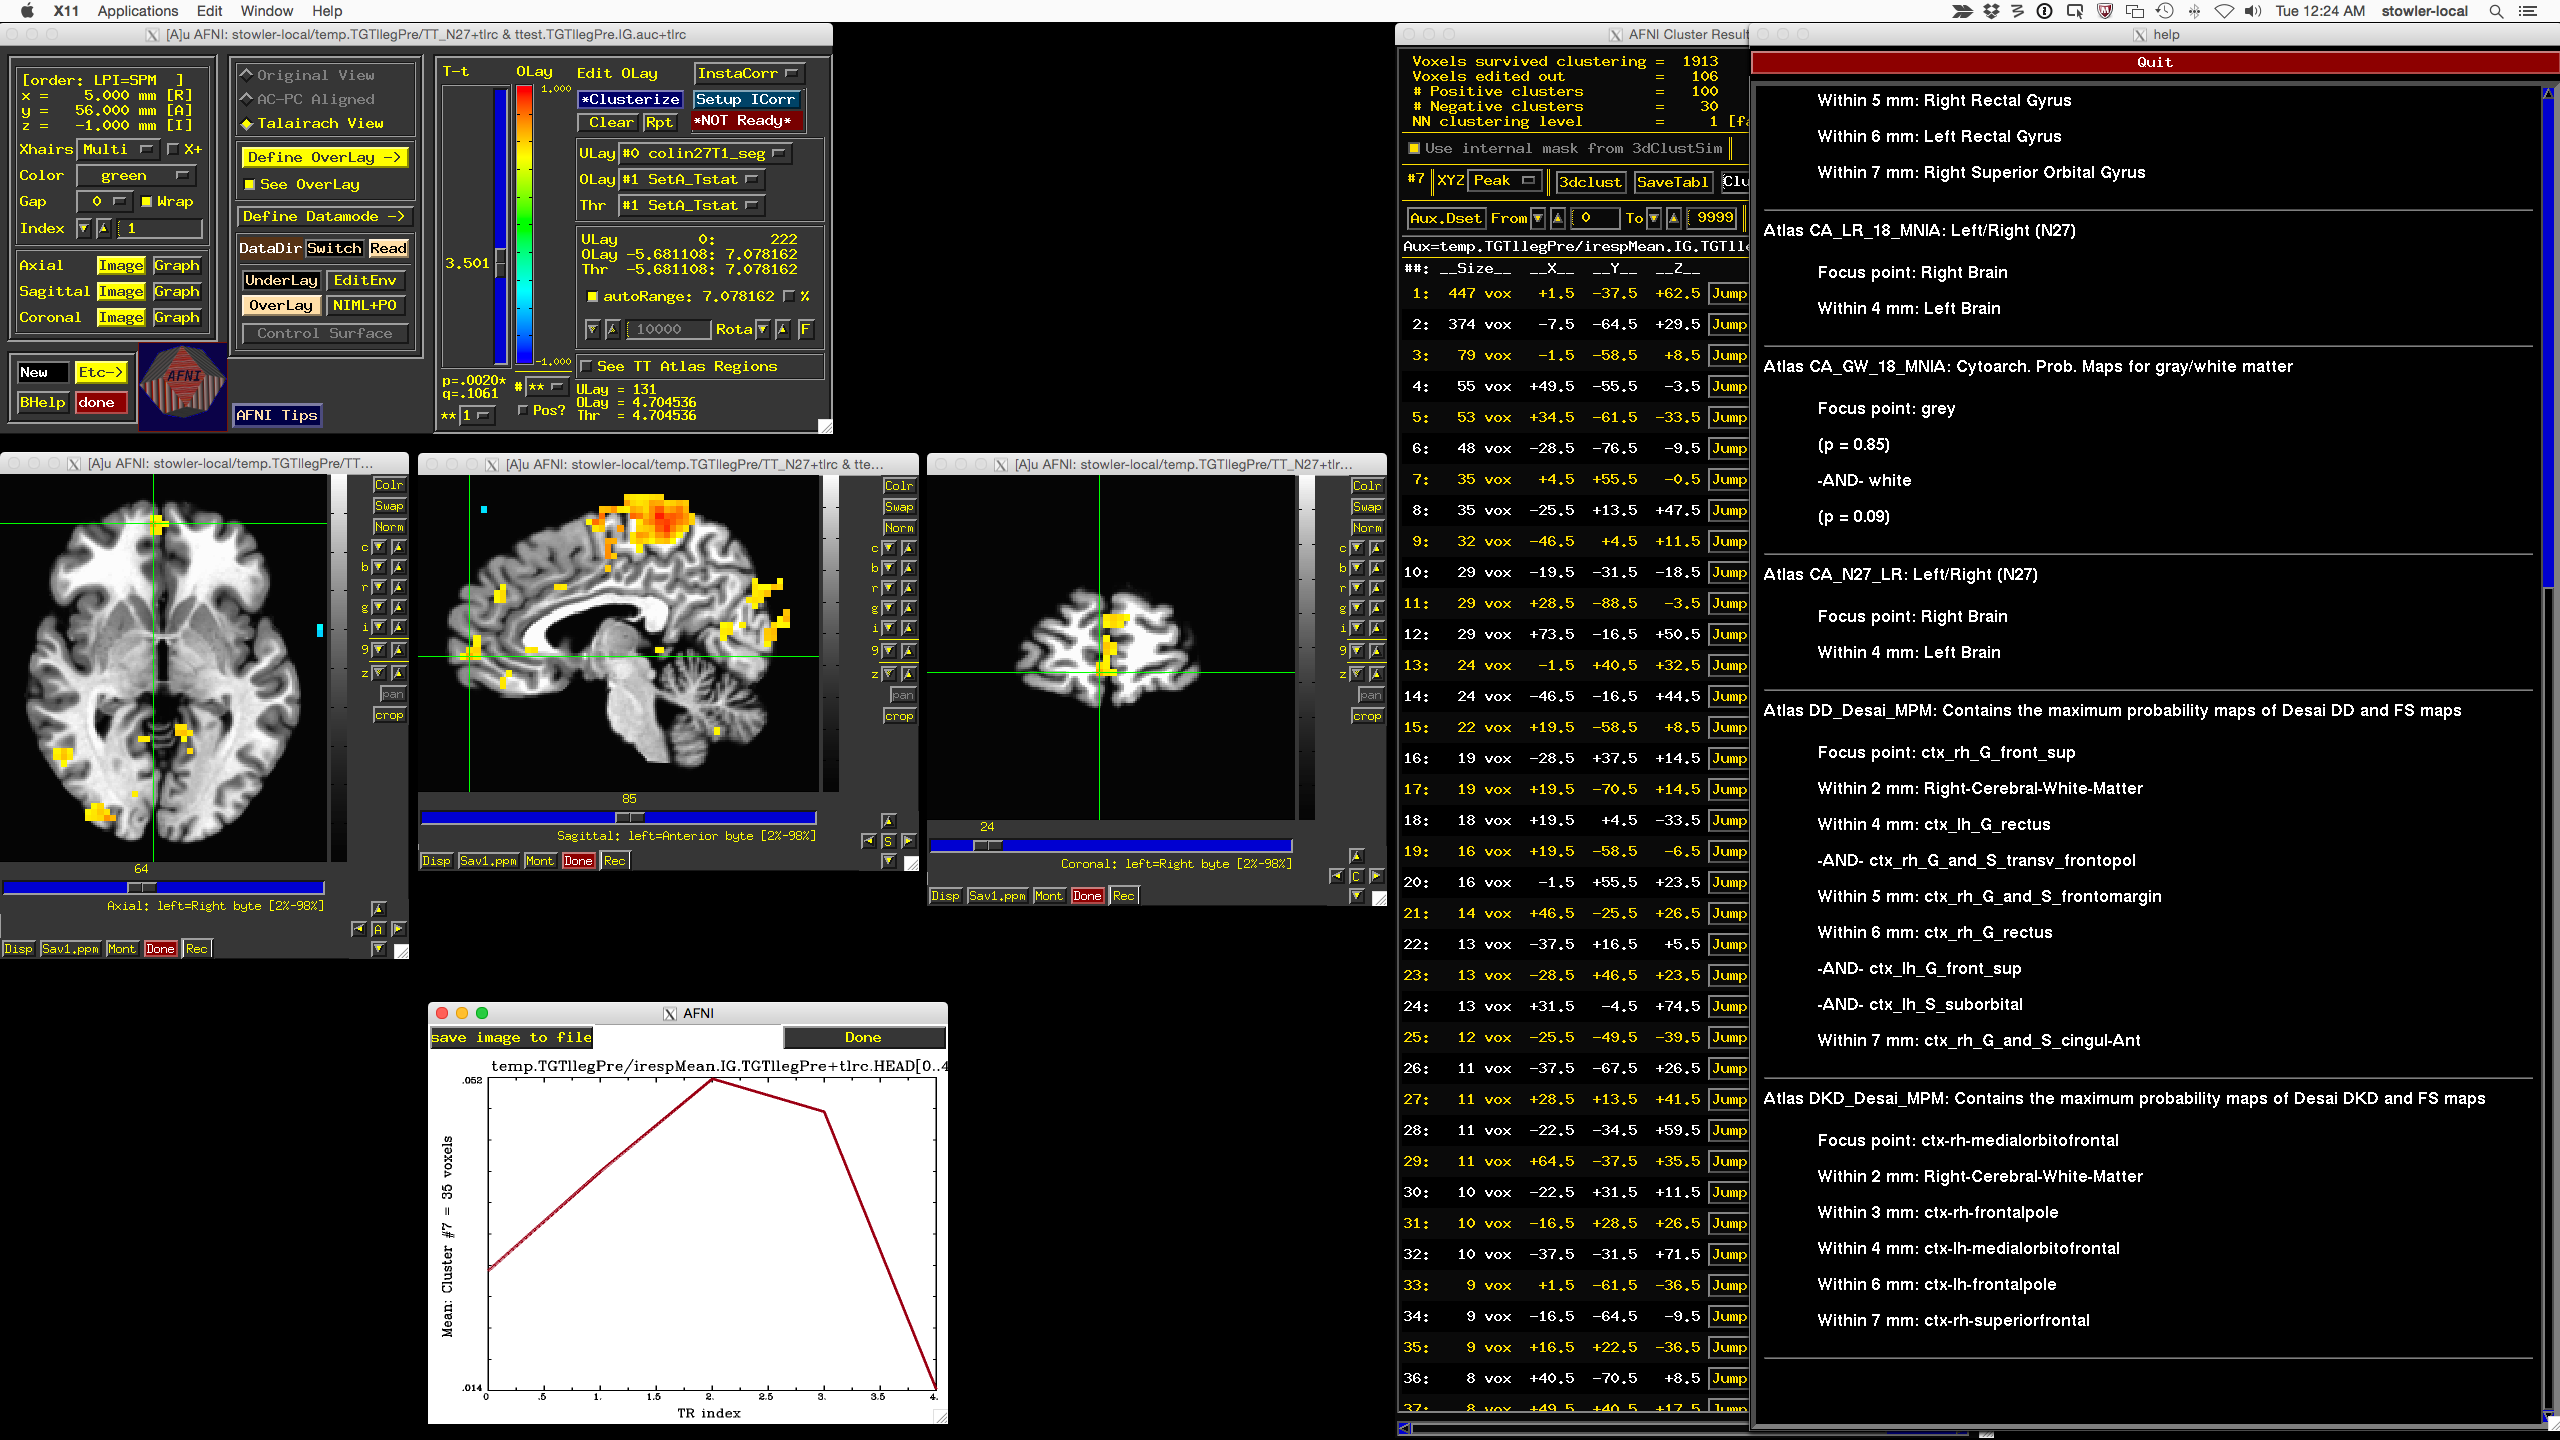 X11 Applications Edit Window Help
Tue 12:24 AM stowler-local
[A]u AFNI: stowler-local/temp.TGTllegPre/TT_N27+tlrc & ttest.TGTllegPre.IG.auc+tlrc
[order: LPI=SPM ]
x = 5.000 mm [R]
y = 56.000 mm [A]
z = -1.000 mm [I]
Xhairs Multi X+
Color green
Gap 0 Wrap
Index 1
Axial Image Graph
Sagittal Image Graph
Coronal Image Graph
New Etc->
BHelp done
AFNI
Original View
AC-PC Aligned
Talairach View
Define OverLay ->
See OverLay
Define Datamode ->
DataDir Switch Read
UnderLay EditEnv
OverLay NIML+PO
Control Surface
AFNI Tips
T-t OLay
1.000
3.501
-1.000
p=.0020*
q=.1061
** 1
# **
Pos?
Edit OLay InstaCorr
*Clusterize Setup ICorr
Clear Rpt *NOT Ready*
ULay #0 colin27T1_seg
OLay #1 SetA_Tstat
Thr #1 SetA_Tstat
ULay 0: 222
OLay -5.681108: 7.078162
Thr -5.681108: 7.078162
autoRange: 7.078162 %
10000 Rota F
See TT Atlas Regions
ULay = 131
OLay = 4.704536
Thr = 4.704536
[A]u AFNI: stowler-local/temp.TGTllegPre/TT...
Colr
Swap
Norm
c
b
r
g
i
9
z
pan
crop
64
Axial: left=Right byte [2%-98%]
A
Disp Sav1.ppm Mont Done Rec
[A]u AFNI: stowler-local/temp.TGTllegPre/TT_N27+tlrc & tte...
Colr
Swap
Norm
c
b
r
g
i
9
z
pan
crop
85
Sagittal: left=Anterior byte [2%-98%]
S
Disp Sav1.ppm Mont Done Rec
[A]u AFNI: stowler-local/temp.TGTllegPre/TT_N27+tlr...
Colr
Swap
Norm
c
b
r
g
i
9
z
pan
crop
24
Coronal: left=Right byte [2%-98%]
C
Disp Sav1.ppm Mont Done Rec
AFNI
save image to file Done
temp.TGTllegPre/irespMean.IG.TGTllegPre+tlrc.HEAD[0..4
.052
Mean: Cluster #7 = 35 voxels
.014
0 .5 1. 1.5 2. 2.5 3. 3.5 4.
TR index
AFNI Cluster Result
Voxels survived clustering = 1913
Voxels edited out = 106
# Positive clusters = 100
# Negative clusters = 30
NN clustering level = 1 [fa
Use internal mask from 3dClustSim
#7 XYZ Peak 3dclust SaveTabl Clu
Aux.Dset From 0 To 9999
Aux=temp.TGTllegPre/irespMean.IG.TGTlle
##: __Size__ __X__ __Y__ __Z__
1: 447 vox +1.5 -37.5 +62.5 Jump
2: 374 vox -7.5 -64.5 +29.5 Jump
3: 79 vox -1.5 -58.5 +8.5 Jump
4: 55 vox +49.5 -55.5 -3.5 Jump
5: 53 vox +34.5 -61.5 -33.5 Jump
6: 48 vox -28.5 -76.5 -9.5 Jump
7: 35 vox +4.5 +55.5 -0.5 Jump
8: 35 vox -25.5 +13.5 +47.5 Jump
9: 32 vox -46.5 +4.5 +11.5 Jump
10: 29 vox -19.5 -31.5 -18.5 Jump
11: 29 vox +28.5 -88.5 -3.5 Jump
12: 29 vox +73.5 -16.5 +50.5 Jump
13: 24 vox -1.5 +40.5 +32.5 Jump
14: 24 vox -46.5 -16.5 +44.5 Jump
15: 22 vox +19.5 -58.5 +8.5 Jump
16: 19 vox -28.5 +37.5 +14.5 Jump
17: 19 vox +19.5 -70.5 +14.5 Jump
18: 18 vox +19.5 +4.5 -33.5 Jump
19: 16 vox +19.5 -58.5 -6.5 Jump
20: 16 vox -1.5 +55.5 +23.5 Jump
21: 14 vox +46.5 -25.5 +26.5 Jump
22: 13 vox -37.5 +16.5 +5.5 Jump
23: 13 vox -28.5 +46.5 +23.5 Jump
24: 13 vox +31.5 -4.5 +74.5 Jump
25: 12 vox -25.5 -49.5 -39.5 Jump
26: 11 vox -37.5 -67.5 +26.5 Jump
27: 11 vox +28.5 +13.5 +41.5 Jump
28: 11 vox -22.5 -34.5 +59.5 Jump
29: 11 vox +64.5 -37.5 +35.5 Jump
30: 10 vox -22.5 +31.5 +11.5 Jump
31: 10 vox -16.5 +28.5 +26.5 Jump
32: 10 vox -37.5 -31.5 +71.5 Jump
33: 9 vox +1.5 -61.5 -36.5 Jump
34: 9 vox -16.5 -64.5 -9.5 Jump
35: 9 vox +16.5 +22.5 -36.5 Jump
36: 8 vox +40.5 -70.5 +8.5 Jump
37: 8 vox +49.5 +40.5 +17.5 Jump
help
Quit
Within 5 mm: Right Rectal Gyrus
Within 6 mm: Left Rectal Gyrus
Within 7 mm: Right Superior Orbital Gyrus
Atlas CA_LR_18_MNIA: Left/Right (N27)
Focus point: Right Brain
Within 4 mm: Left Brain
Atlas CA_GW_18_MNIA: Cytoarch. Prob. Maps for gray/white matter
Focus point: grey
(p = 0.85)
-AND- white
(p = 0.09)
Atlas CA_N27_LR: Left/Right (N27)
Focus point: Right Brain
Within 4 mm: Left Brain
Atlas DD_Desai_MPM: Contains the maximum probability maps of Desai DD and FS maps
Focus point: ctx_rh_G_front_sup
Within 2 mm: Right-Cerebral-White-Matter
Within 4 mm: ctx_lh_G_rectus
-AND- ctx_rh_G_and_S_transv_frontopol
Within 5 mm: ctx_rh_G_and_S_frontomargin
Within 6 mm: ctx_rh_G_rectus
-AND- ctx_lh_G_front_sup
-AND- ctx_lh_S_suborbital
Within 7 mm: ctx_rh_G_and_S_cingul-Ant
Atlas DKD_Desai_MPM: Contains the maximum probability maps of Desai DKD and FS maps
Focus point: ctx-rh-medialorbitofrontal
Within 2 mm: Right-Cerebral-White-Matter
Within 3 mm: ctx-rh-frontalpole
Within 4 mm: ctx-lh-medialorbitofrontal
Within 6 mm: ctx-lh-frontalpole
Within 7 mm: ctx-rh-superiorfrontal